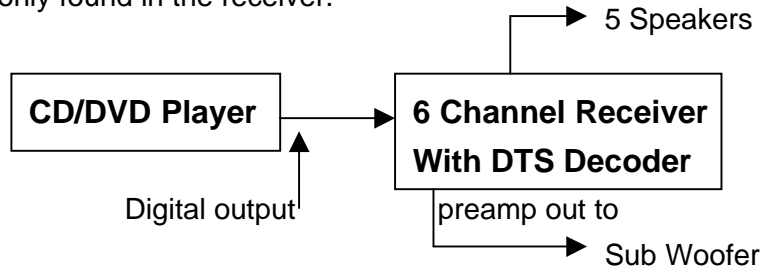 only found in the receiver.
5 Speakers
CD/DVD Player
6 Channel Receiver
With DTS Decoder
Digital output
preamp out to
Sub Woofer